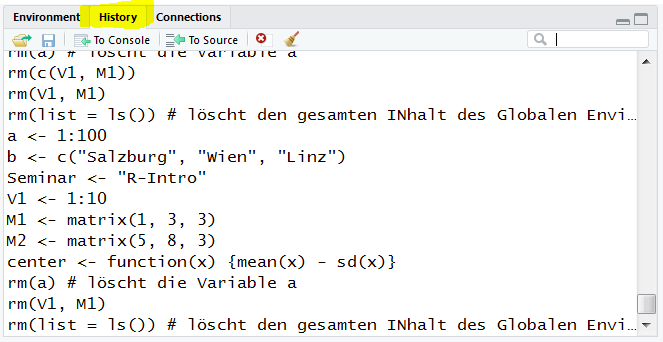 Environment History Connections
To Console To Source
rm(a) # löscht die Variable a
rm(c(V1, M1))
rm(V1, M1)
rm(list = ls()) # löscht den gesamten INhalt des Globalen Envi…
a <- 1:100
b <- c("Salzburg", "Wien", "Linz")
Seminar <- "R-Intro"
V1 <- 1:10
M1 <- matrix(1, 3, 3)
M2 <- matrix(5, 8, 3)
center <- function(x) {mean(x) - sd(x)}
rm(a) # löscht die Variable a
rm(V1, M1)
rm(list = ls()) # löscht den gesamten INhalt des Globalen Envi…